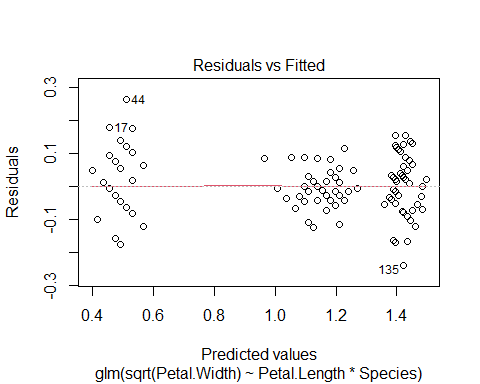 Residuals vs Fitted
Residuals
0.3
0.1
-0.1
-0.3
44
17
135
0.4 0.6 0.8 1.0 1.2 1.4
Predicted values
glm(sqrt(Petal.Width) ~ Petal.Length * Species)